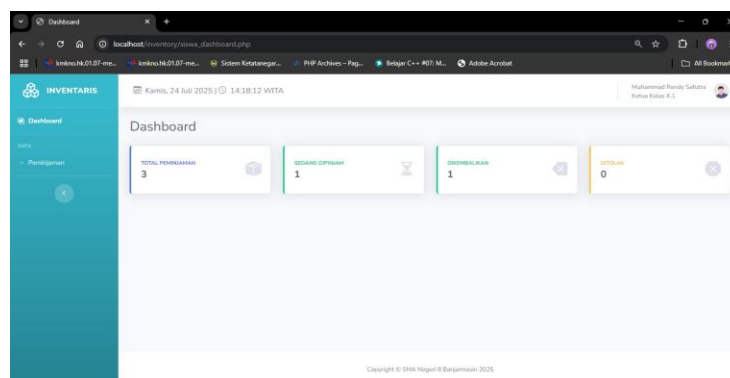 Dashboard
localhost/inventory/siswa_dashboard.php
kmkno.hk.01.07-me...
kmkno.hk.01.07-me...
Sistem Ketatanegar...
PHP Archives – Pag...
Belajar C++ #07: M...
Adobe Acrobat
All Bookmark
INVENTARIS
Kamis, 24 Juli 2025 | 14:18:12 WITA
Muhammad Rendy Safutra
Ketua Kelas X.1
Dashboard
DATA
Peminjaman
Dashboard
TOTAL PEMINJAMAN
3
SEDANG DIPINJAM
1
DIKEMBALIKAN
1
DITOLAK
0
Copyright © SMA Negeri 8 Banjarmasin 2025